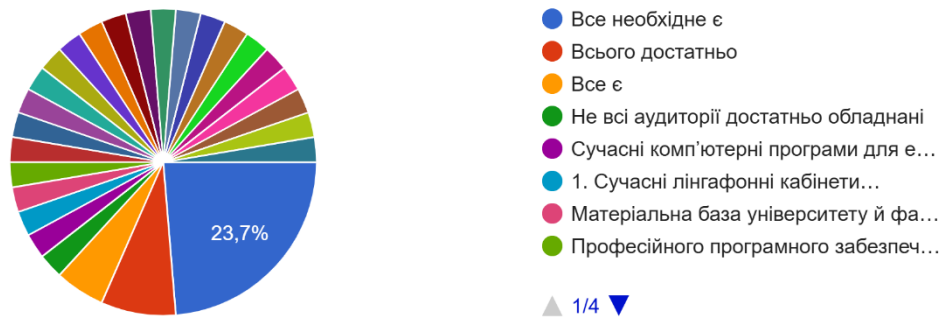 23,7%
Все необхідне є
Всього достатньо
Все є
Не всі аудиторії достатньо обладнані
Сучасні комп’ютерні програми для е…
1. Сучасні лінгафонні кабінети…
Матеріальна база університету й фа…
Професійного програмного забезпеч…
1/4